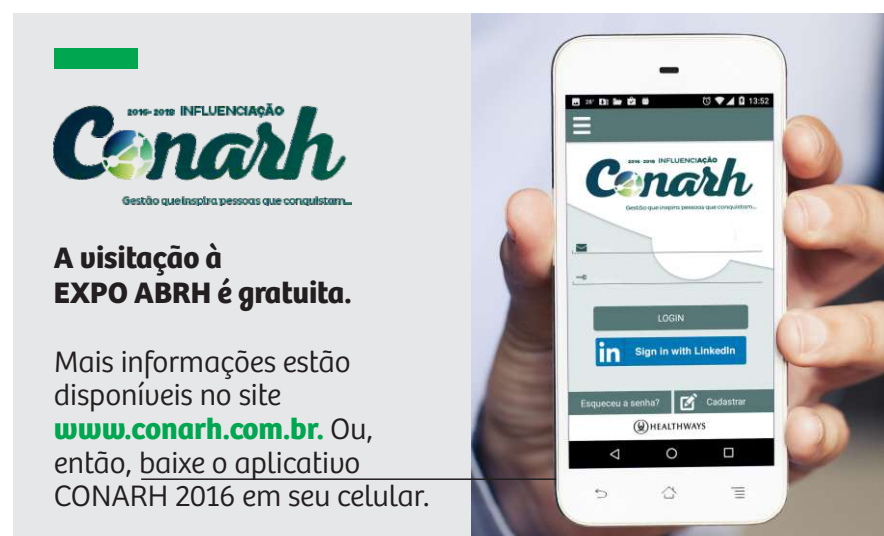 2016-2018 INFLUENCIAÇÃO
Conarh
Gestão que inspira pessoas que conquistam...
A visitação à
EXPO ABRH é gratuita.
Mais informações estão
disponíveis no site
www.conarh.com.br. Ou,
então, baixe o aplicativo
CONARH 2016 em seu celular.
28°
13:52
2016-2018 INFLUENCIAÇÃO
Conarh
Gestão que inspira pessoas que conquistam...
LOGIN
in Sign in with LinkedIn
Esqueceu a senha? Cadastrar
HEALTHWAYS